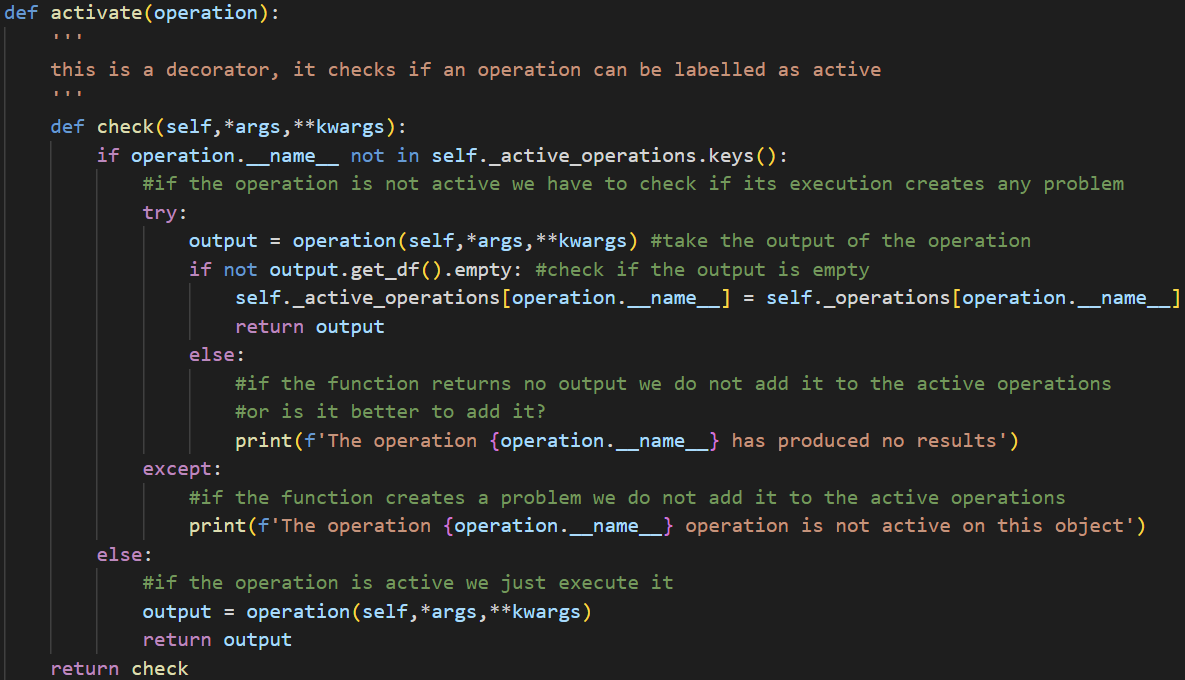 def activate(operation):
    '''
    this is a decorator, it checks if an operation can be labelled as active
    '''
    def check(self,*args,**kwargs):
        if operation.__name__ not in self._active_operations.keys():
            #if the operation is not active we have to check if its execution creates any problem
            try:
                output = operation(self,*args,**kwargs) #take the output of the operation
                if not output.get_df().empty: #check if the output is empty
                    self._active_operations[operation.__name__] = self._operations[operation.__name__]
                    return output
                else:
                    #if the function returns no output we do not add it to the active operations
                    #or is it better to add it?
                    print(f'The operation {operation.__name__} has produced no results')
            except:
                #if the function creates a problem we do not add it to the active operations
                print(f'The operation {operation.__name__} operation is not active on this object')
        else:
            #if the operation is active we just execute it
            output = operation(self,*args,**kwargs)
            return output
    return check